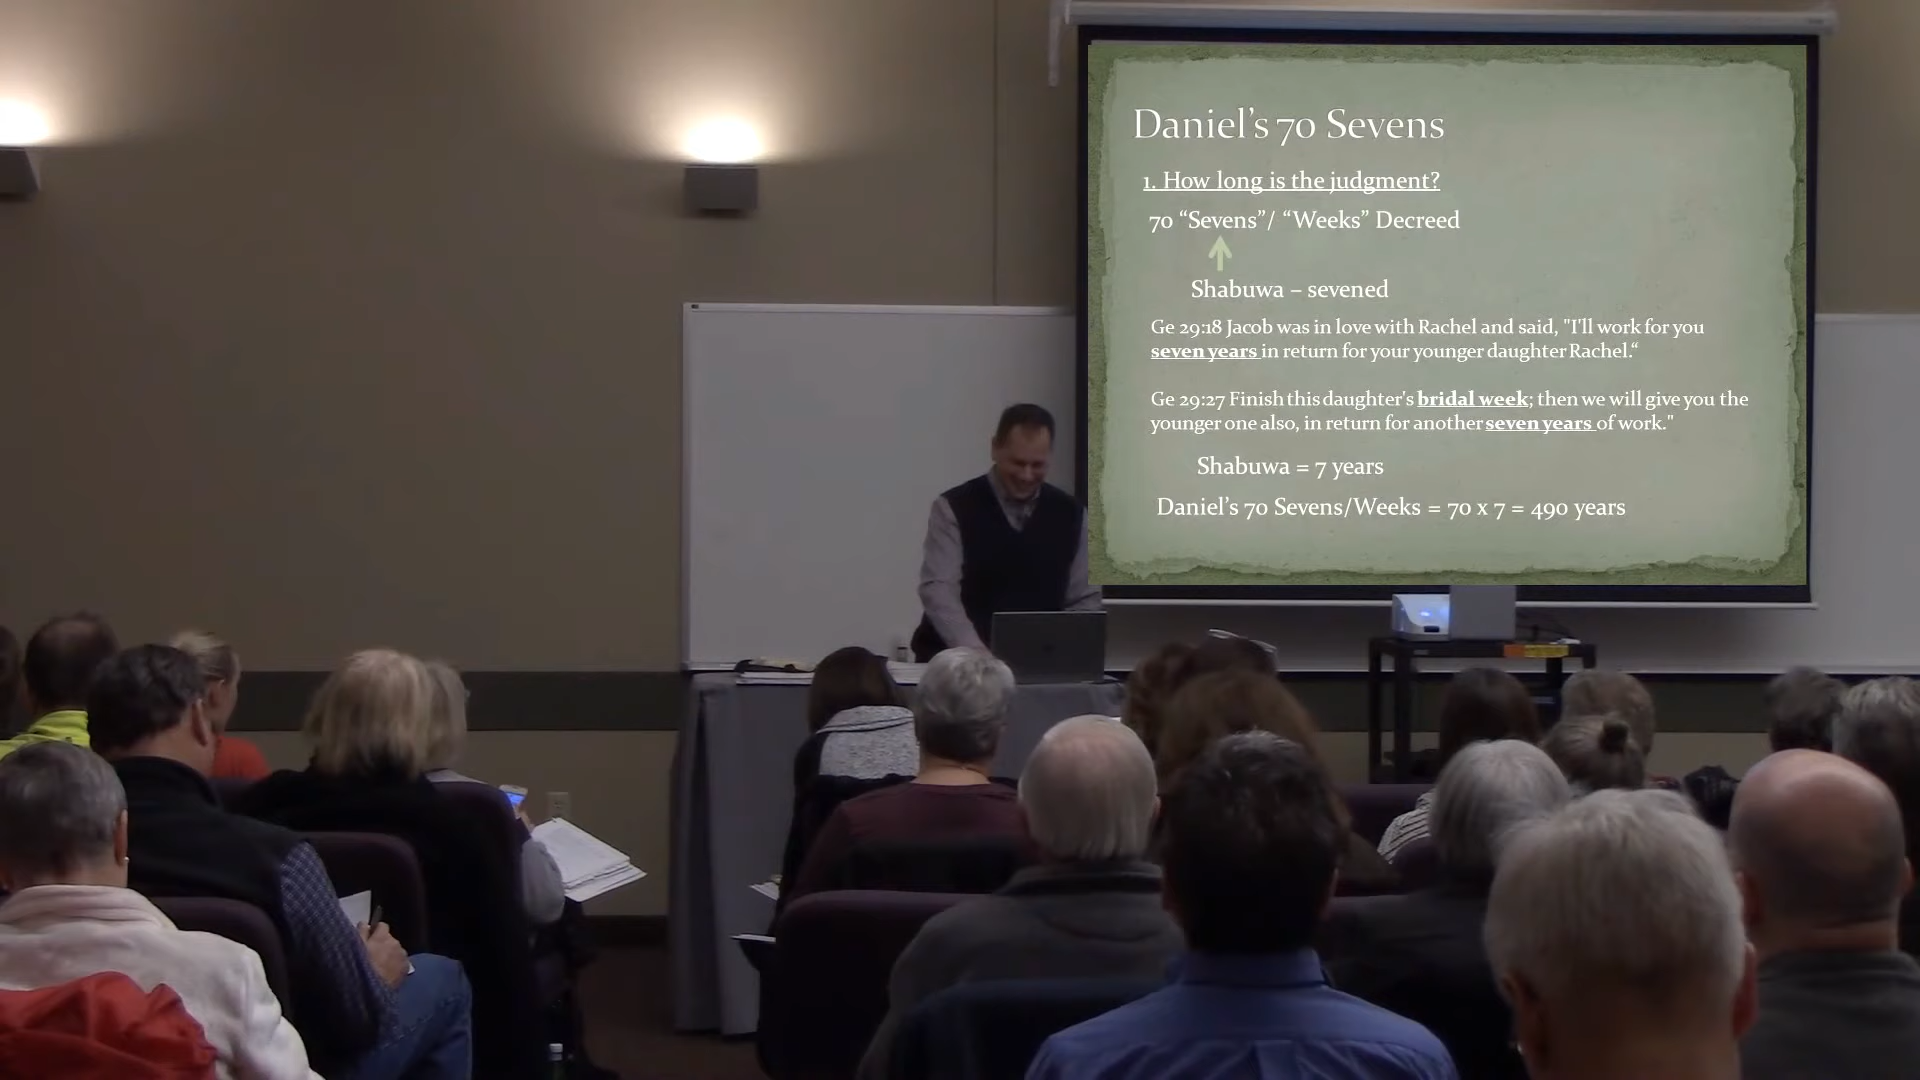 Daniel’s 70 Sevens
1. How long is the judgment?
70 “Sevens”/ “Weeks” Decreed
Shabuwa – sevened
Ge 29:18 Jacob was in love with Rachel and said, "I'll work for you
seven years in return for your younger daughter Rachel.“
Ge 29:27 Finish this daughter's bridal week; then we will give you the
younger one also, in return for another seven years of work."
Shabuwa = 7 years
Daniel’s 70 Sevens/Weeks = 70 x 7 = 490 years